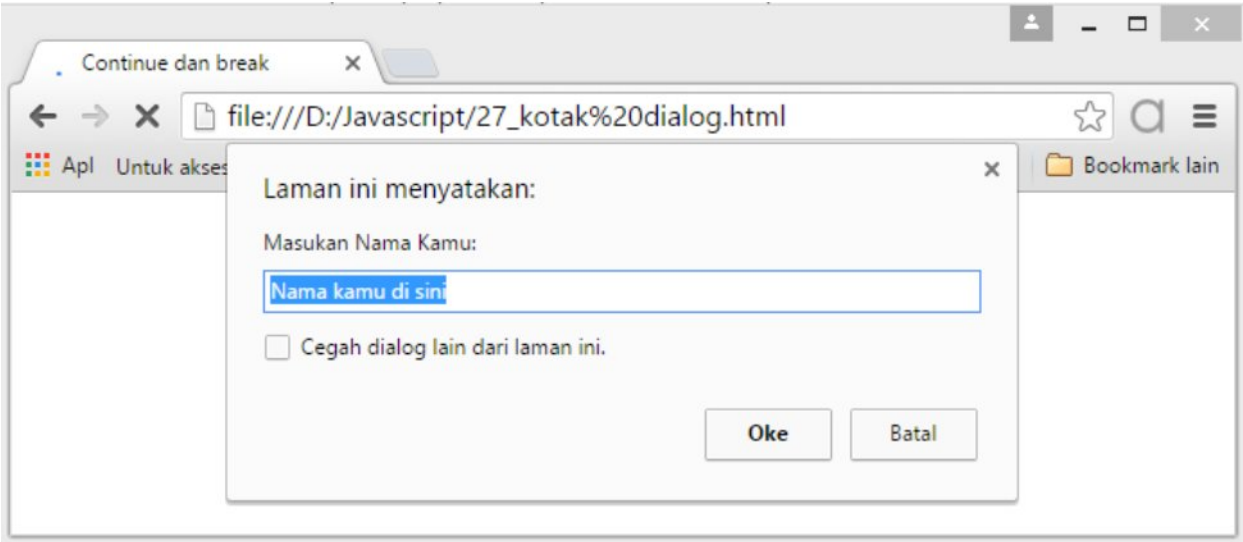 Continue dan break
file:///D:/Javascript/27_kotak%20dialog.html
Apl Untuk akses Bookmark lain
Laman ini menyatakan:
Masukan Nama Kamu:
Nama kamu di sini
Cegah dialog lain dari laman ini.
Oke Batal